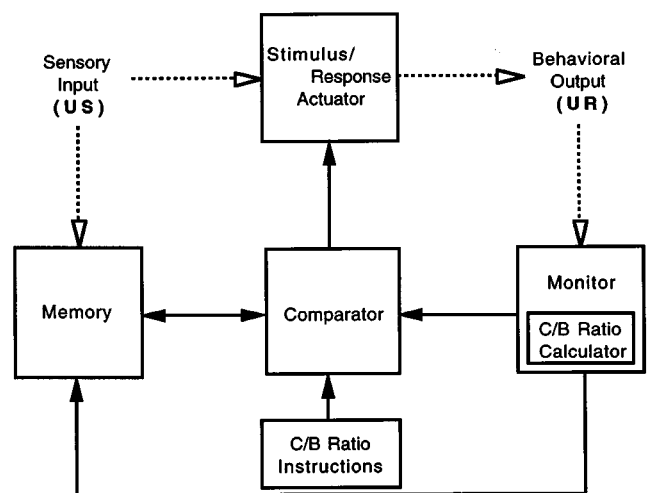 Sensory
Input
(US)
Stimulus/
Response
Actuator
Behavioral
Output
(UR)
Memory
Comparator
Monitor
C/B Ratio
Calculator
C/B Ratio
Instructions